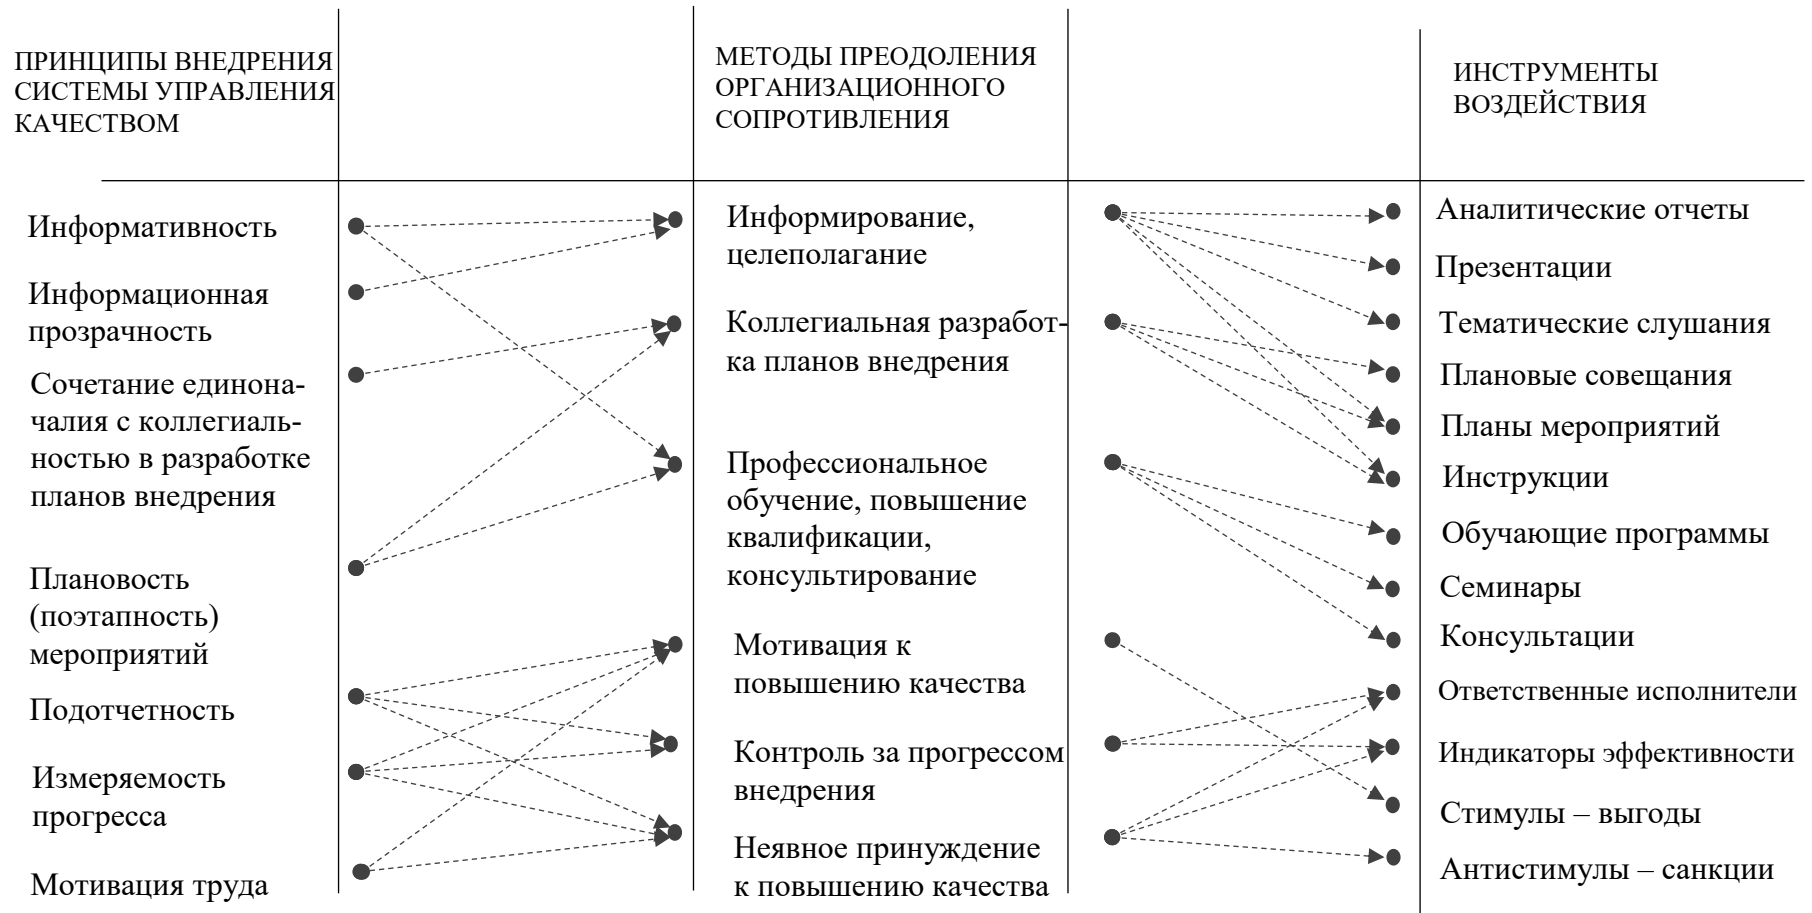 ПРИНЦИПЫ ВНЕДРЕНИЯ
СИСТЕМЫ УПРАВЛЕНИЯ
КАЧЕСТВОМ
МЕТОДЫ ПРЕОДОЛЕНИЯ
ОРГАНИЗАЦИОННОГО
СОПРОТИВЛЕНИЯ
ИНСТРУМЕНТЫ
ВОЗДЕЙСТВИЯ
Информативность
Информационная
прозрачность
Сочетание единона-
чалия с коллегиаль-
ностью в разработке
планов внедрения
Плановость
(поэтапность)
мероприятий
Подотчетность
Измеряемость
прогресса
Мотивация труда
Информирование,
целеполагание
Коллегиальная разработ-
ка планов внедрения
Профессиональное
обучение, повышение
квалификации,
консультирование
Мотивация к
повышению качества
Контроль за прогрессом
внедрения
Неявное принуждение
к повышению качества
Аналитические отчеты
Презентации
Тематические слушания
Плановые совещания
Планы мероприятий
Инструкции
Обучающие программы
Семинары
Консультации
Ответственные исполнители
Индикаторы эффективности
Стимулы – выгоды
Антистимулы – санкции